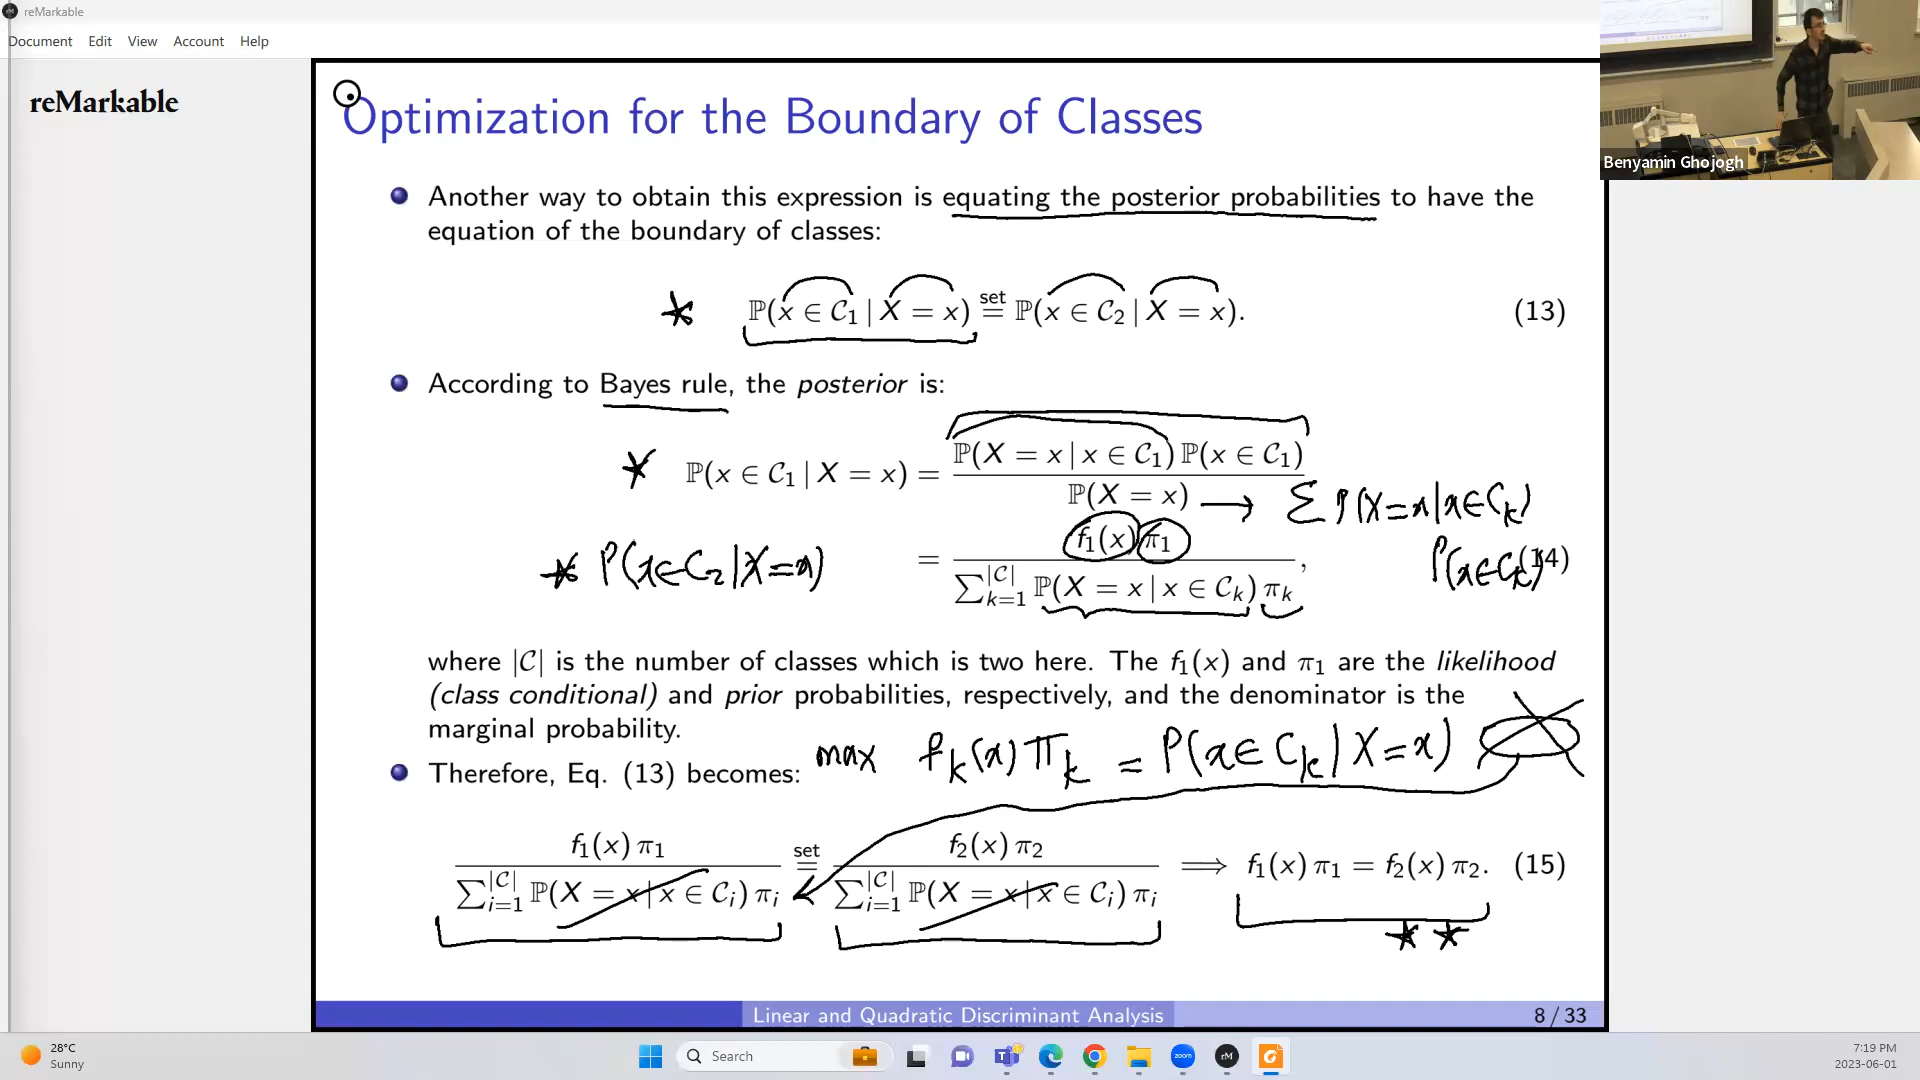 reMarkable
Document Edit View Account Help
reMarkable
Benyamin Ghojogh
Optimization for the Boundary of Classes
Another way to obtain this expression is equating the posterior probabilities to have the
equation of the boundary of classes:
★ ℙ(x ∈ 𝒞₁ | X = x) set= ℙ(x ∈ 𝒞₂ | X = x). (13)
According to Bayes rule, the posterior is:
★ ℙ(x ∈ 𝒞₁ | X = x) = ℙ(X = x | x ∈ 𝒞₁) ℙ(x ∈ 𝒞₁) / ℙ(X = x) → Σ P(X=x|x∈Cₖ)
P(x∈Cₖ)
★ P(x∈C₂|X=x) = f₁(x) π₁ / ∑_{k=1}^{|𝒞|} ℙ(X = x | x ∈ 𝒞ₖ) πₖ, (14)
where |𝒞| is the number of classes which is two here. The f₁(x) and π₁ are the likelihood
(class conditional) and prior probabilities, respectively, and the denominator is the
marginal probability.
max fₖ(x) πₖ = P(x∈Cₖ|X=x)
Therefore, Eq. (13) becomes:
f₁(x) π₁ / ∑_{i=1}^{|𝒞|} ℙ(X = x | x ∈ 𝒞ᵢ) πᵢ set= f₂(x) π₂ / ∑_{i=1}^{|𝒞|} ℙ(X = x | x ∈ 𝒞ᵢ) πᵢ ⟹ f₁(x) π₁ = f₂(x) π₂. (15)
★ ★
Linear and Quadratic Discriminant Analysis
8 / 33
28°C
Sunny
Search
zoom
rM
7:19 PM
2023-06-01